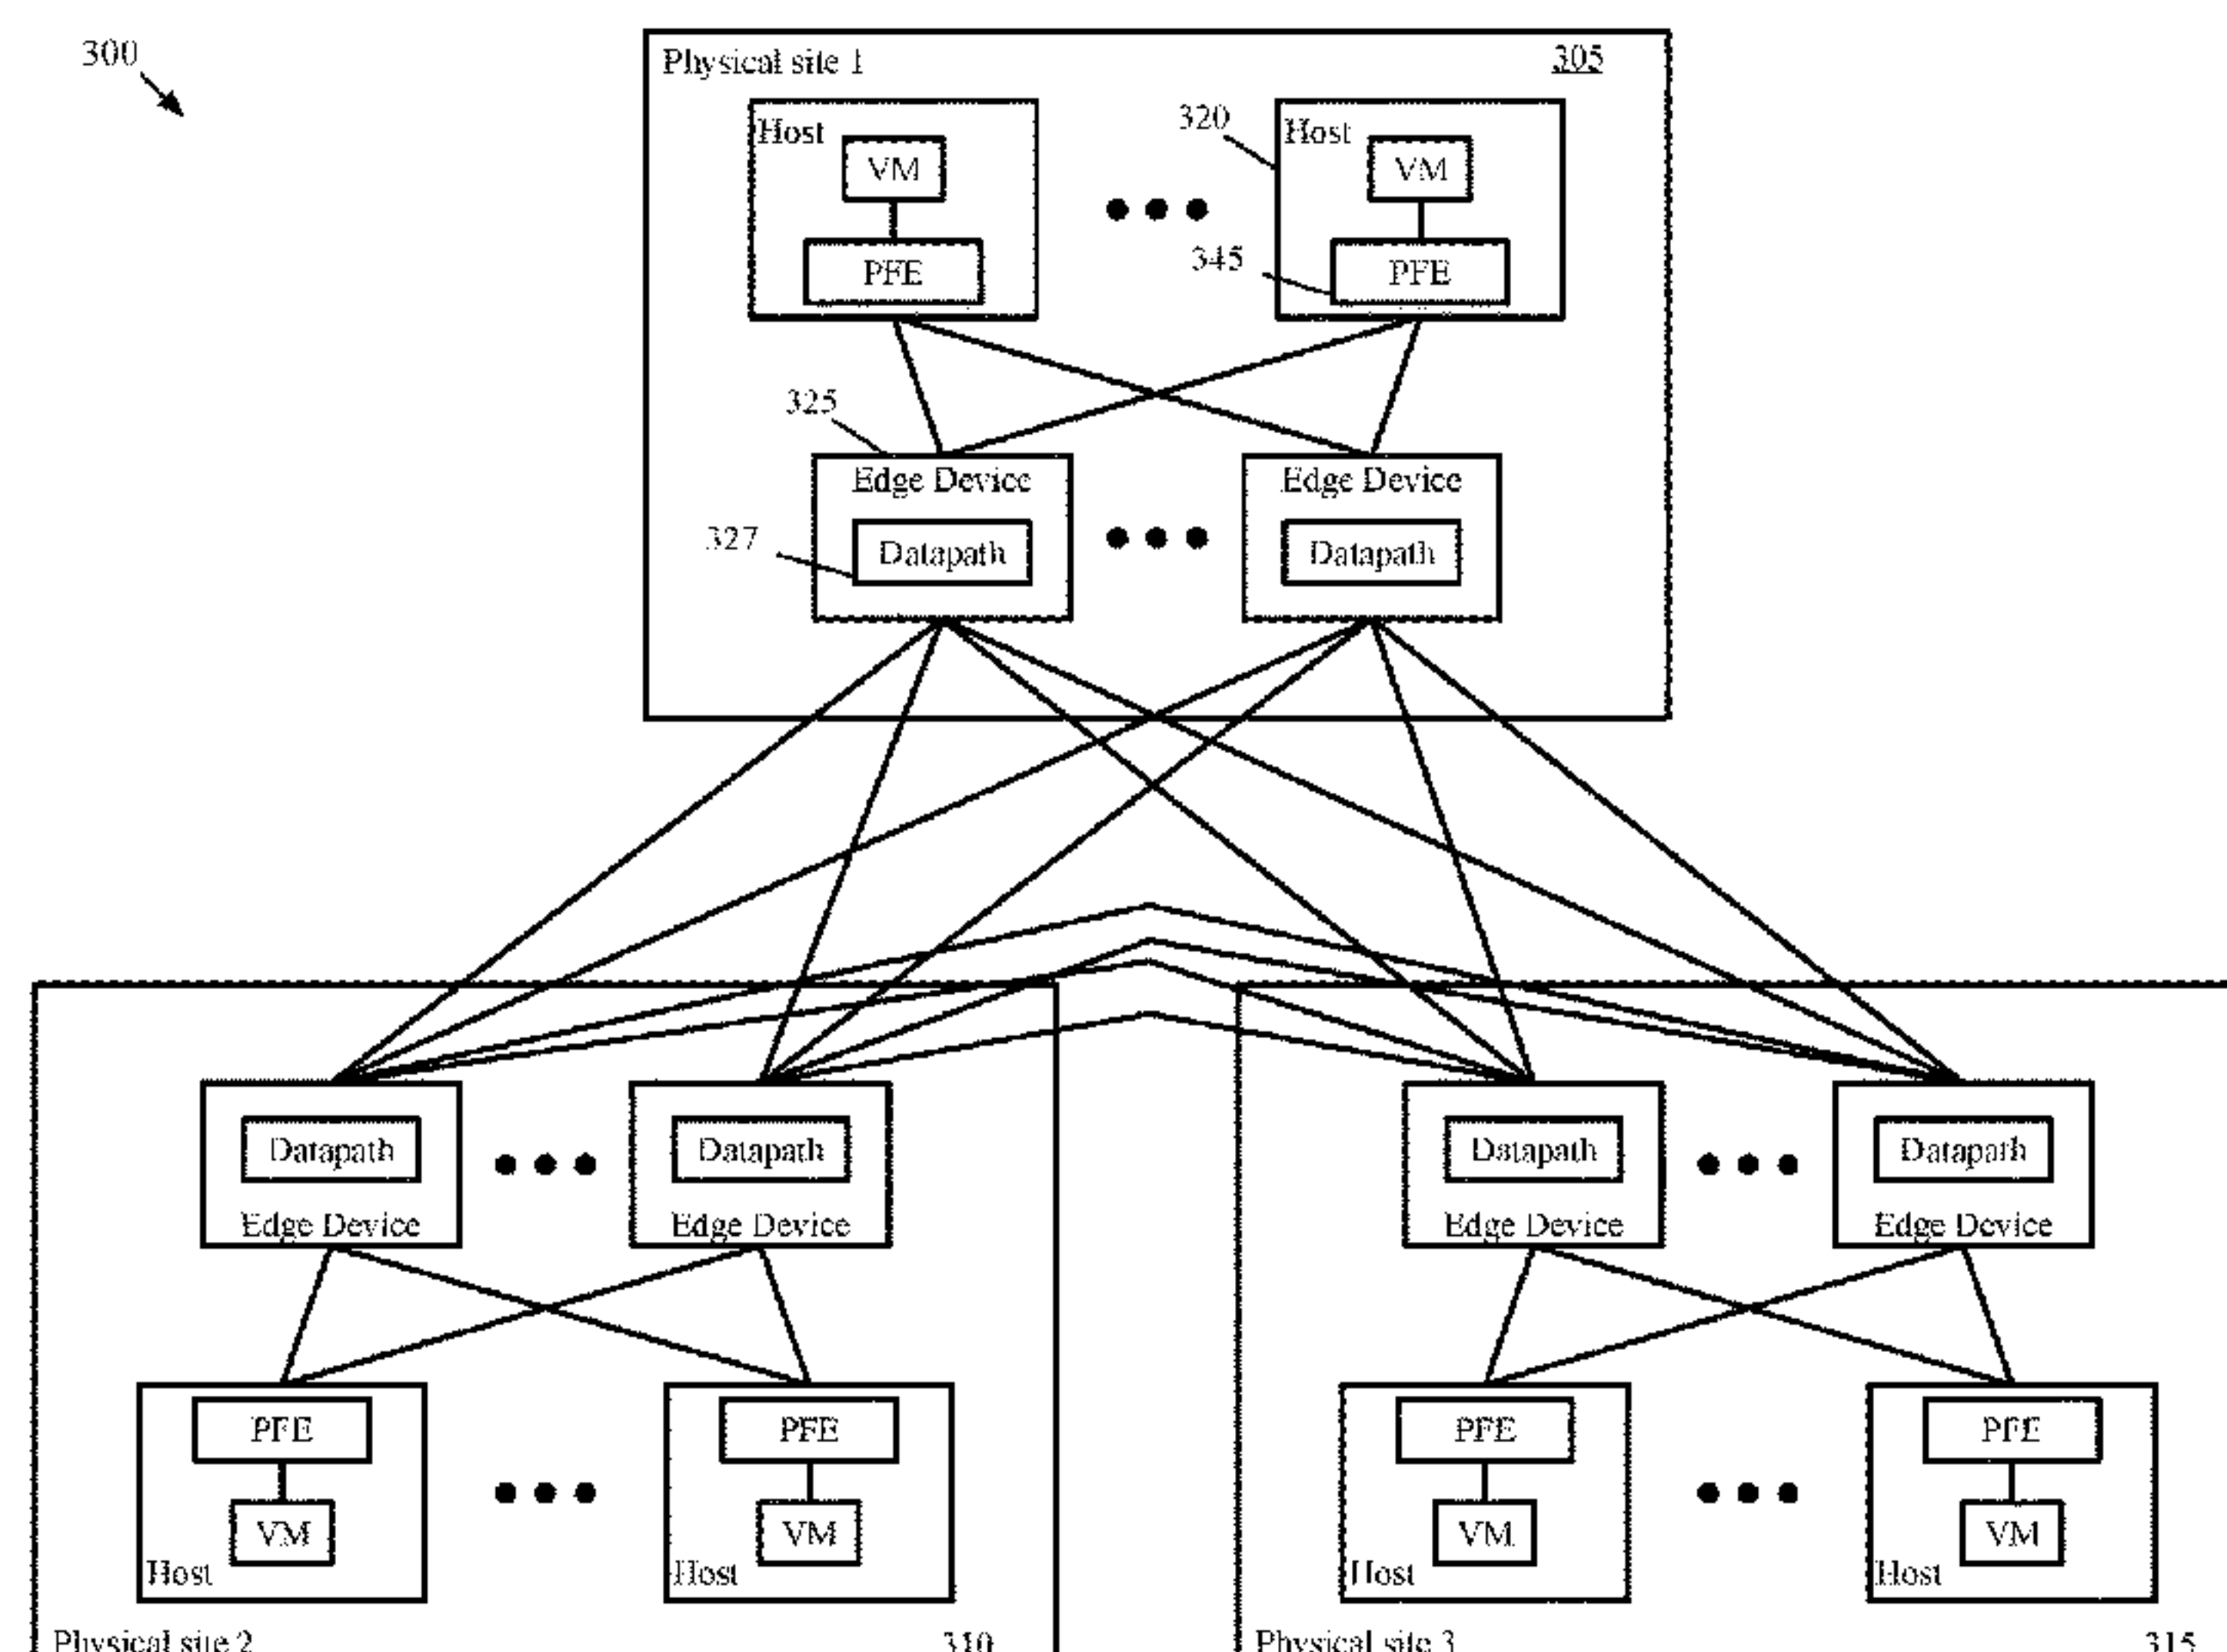 300
Physical site 1 305
Host 320 Host
VM VM
345
PFE PFE
325
Edge Device Edge Device
327
Datapath Datapath
Datapath Datapath Datapath Datapath
Edge Device Edge Device Edge Device Edge Device
PFE PFE PFE PFE
VM VM VM VM
Host Host Host Host
Physical site 2 310 Physical site 3 315